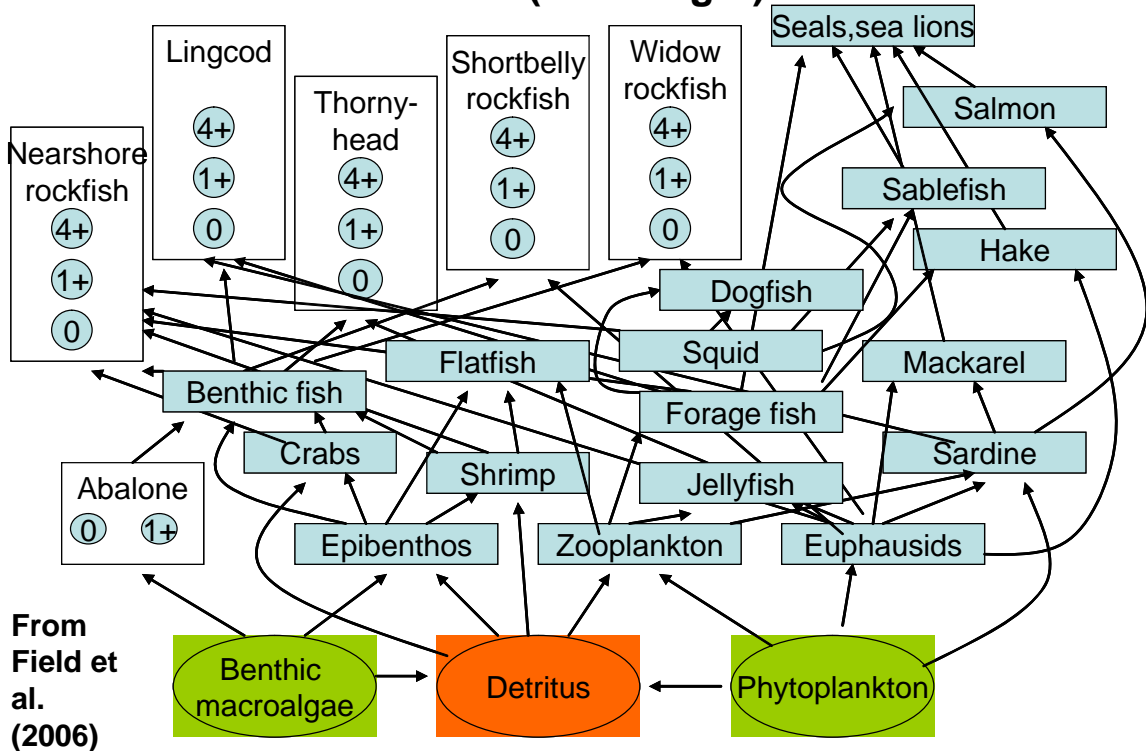 Seals,sea lions
Lingcod
4+
1+
0
Thorny-
head
4+
1+
0
Shortbelly
rockfish
4+
1+
0
Widow
rockfish
4+
1+
0
Salmon
Nearshore
rockfish
4+
1+
0
Sablefish
Hake
Dogfish
Squid
Flatfish
Mackarel
Benthic fish
Forage fish
Crabs
Sardine
Shrimp
Jellyfish
Abalone
0 1+
Epibenthos
Zooplankton
Euphausids
From
Field et
al.
(2006)
Benthic
macroalgae
Detritus
Phytoplankton